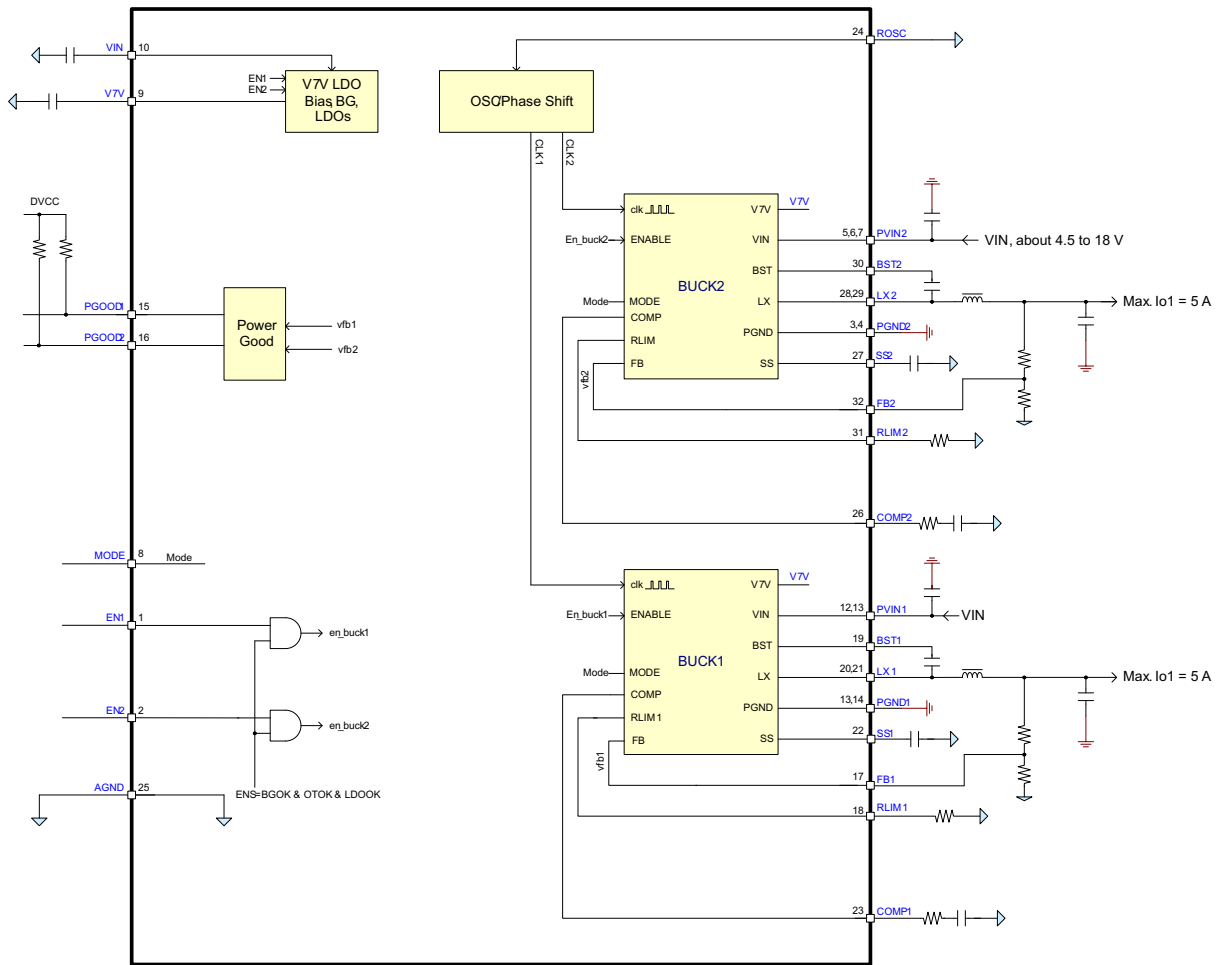 24 ROSC
VIN 10
V7V 9
EN1
EN2
V7V LDO
Bias, BG,
LDOs
OSC/Phase Shift
CLK1
CLK2
DVCC
PGOOD1 15
PGOOD2 16
Power
Good
vfb1
vfb2
BUCK2
clk
En_buck2
ENABLE
Mode
MODE
COMP
RLIM
FB
vfb2
V7V
V7V
VIN
BST
LX
PGND
SS
5,6,7 PVIN2
VIN, about 4.5 to 18 V
30 BST2
28,29 LX2
Max. Io1 = 5 A
3,4 PGND2
27 SS2
32 FB2
31 RLIM2
26 COMP2
MODE 8 Mode
EN1 1
en_buck1
EN2 2
en_buck2
AGND 25
ENS=BGOK & OTOK & LDOOK
BUCK1
clk
En_buck1
ENABLE
Mode
MODE
COMP
RLIM1
FB
vfb1
V7V
V7V
VIN
BST
LX
PGND
SS
12,13 PVIN1
VIN
19 BST1
20,21 LX1
Max. Io1 = 5 A
13,14 PGND1
22 SS1
17 FB1
18 RLIM1
23 COMP1